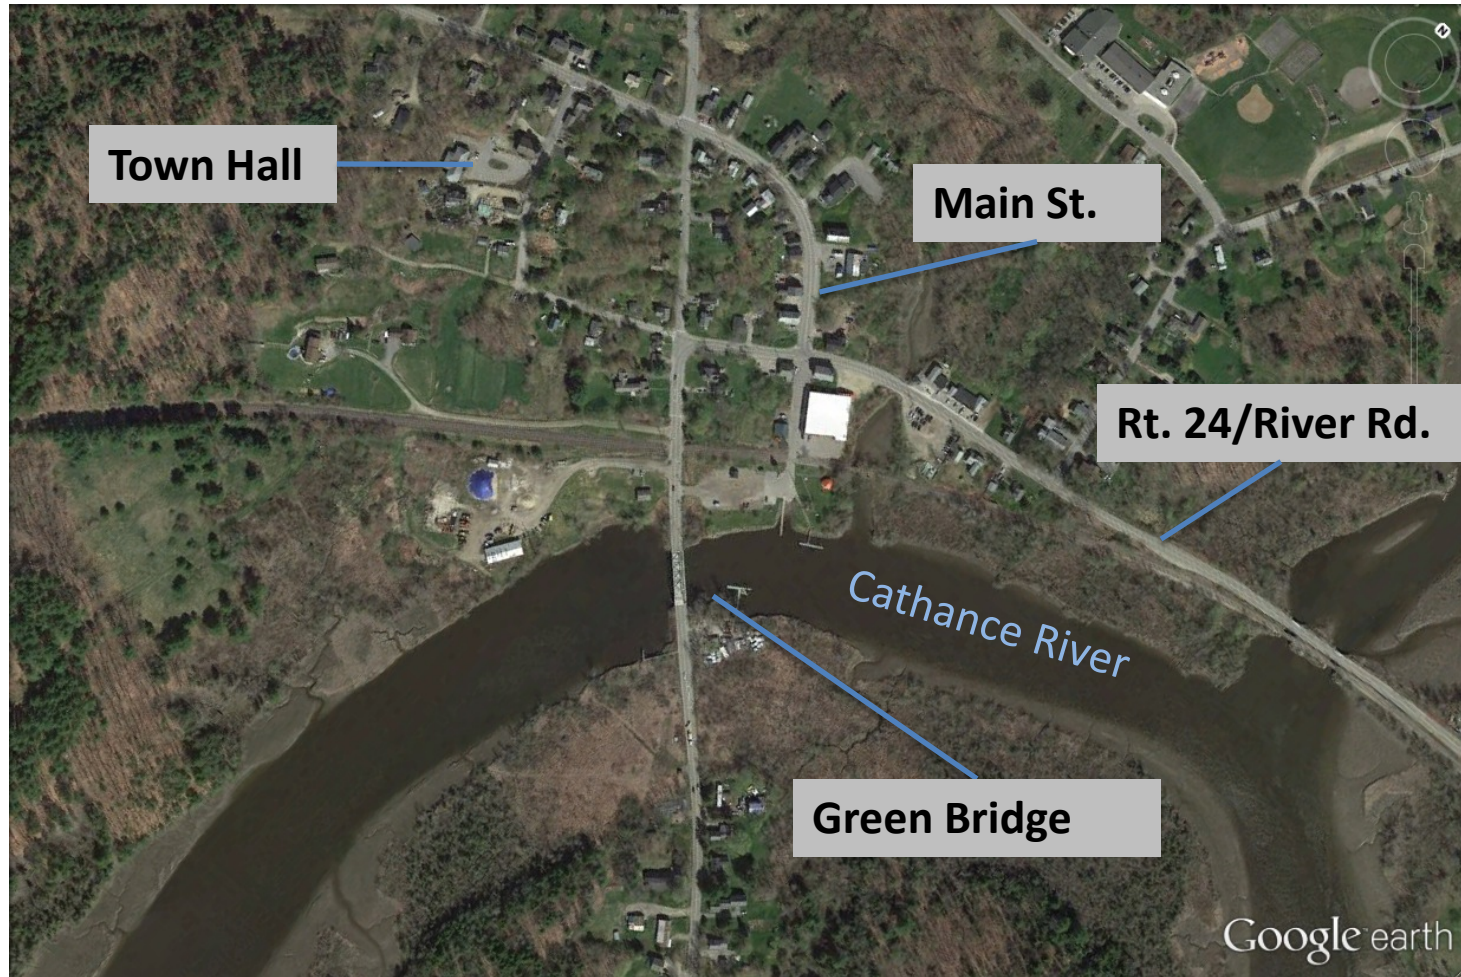 N
Town Hall
Main St.
Rt. 24/River Rd.
Cathance River
Green Bridge
Google earth